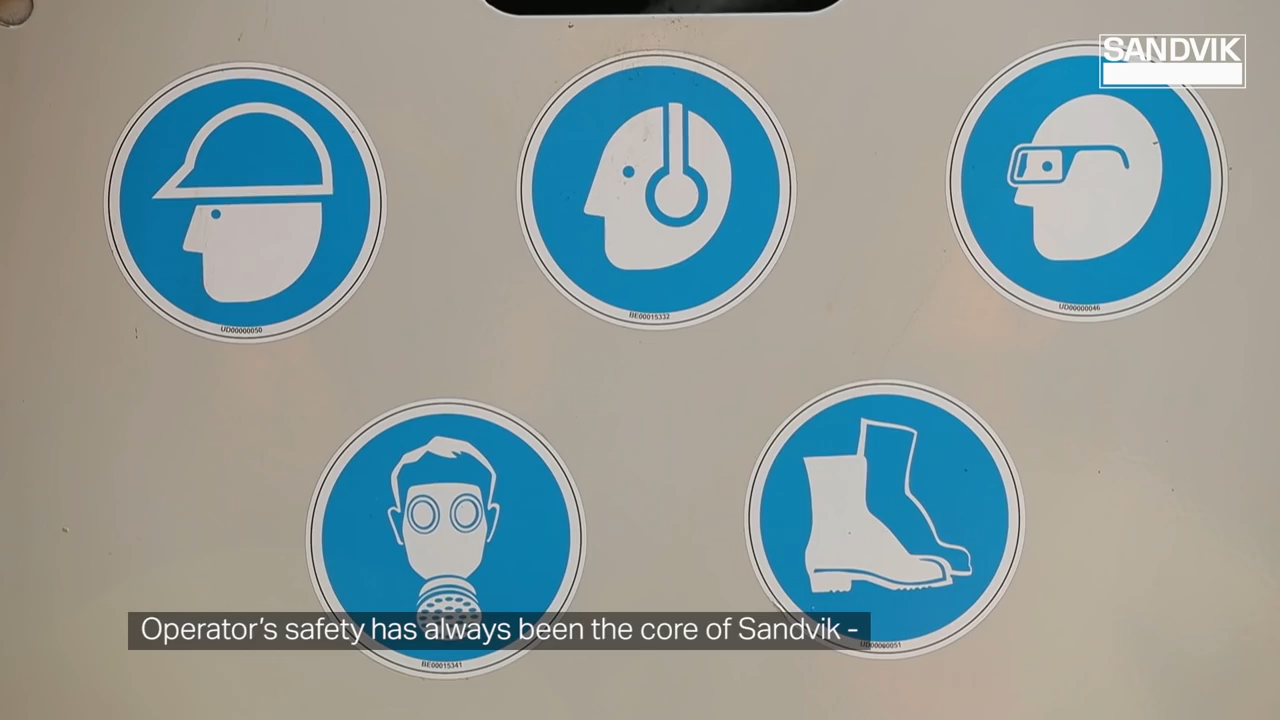 SANDVIK
UD00000050
BE00015332
UD00000046
Operator's safety has always been the core of Sandvik -
UD00000051
BE00015341